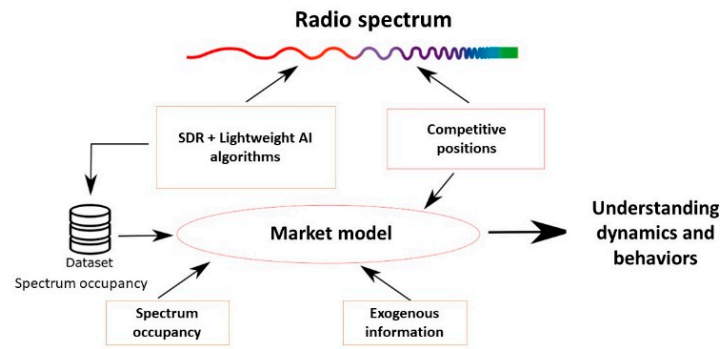 Radio spectrum
SDR + Lightweight AI
algorithms
Competitive
positions
Understanding
dynamics and
behaviors
Market model
Dataset
Spectrum occupancy
Spectrum
occupancy
Exogenous
information